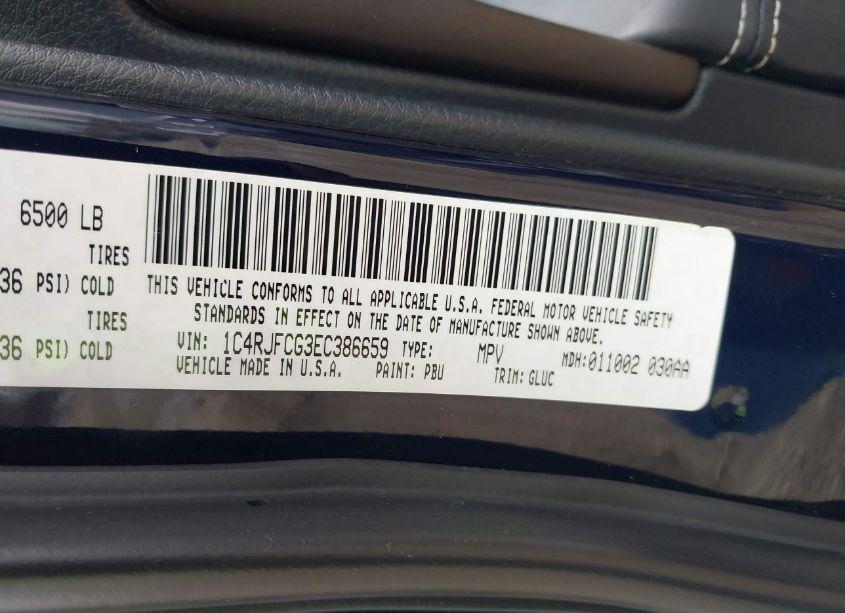 6500 LB
TIRES
36 PSI) COLD
TIRES
36 PSI) COLD
THIS VEHICLE CONFORMS TO ALL APPLICABLE U.S.A. FEDERAL MOTOR VEHICLE SAFETY
STANDARDS IN EFFECT ON THE DATE OF MANUFACTURE SHOWN ABOVE.
VIN: 1C4RJFCG3EC386659 TYPE: MPV MDH:011002 030AA
VEHICLE MADE IN U.S.A. PAINT: PBU TRIM: GLUC